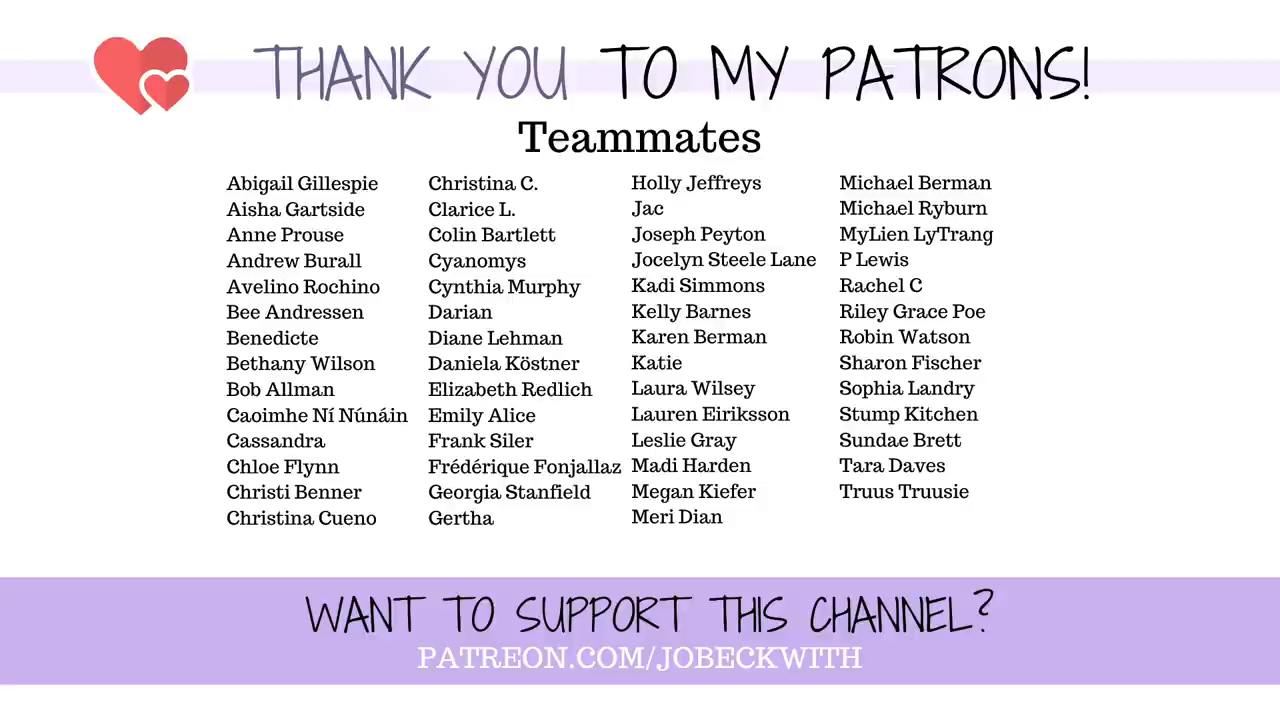 THANK YOU TO MY PATRONS!
Teammates
Abigail Gillespie
Aisha Gartside
Anne Prouse
Andrew Burall
Avelino Rochino
Bee Andressen
Benedicte
Bethany Wilson
Bob Allman
Caoimhe Ní Núnáin
Cassandra
Chloe Flynn
Christi Benner
Christina Cueno
Christina C.
Clarice L.
Colin Bartlett
Cyanomys
Cynthia Murphy
Darian
Diane Lehman
Daniela Köstner
Elizabeth Redlich
Emily Alice
Frank Siler
Frédérique Fonjallaz
Georgia Stanfield
Gertha
Holly Jeffreys
Jac
Joseph Peyton
Jocelyn Steele Lane
Kadi Simmons
Kelly Barnes
Karen Berman
Katie
Laura Wilsey
Lauren Eiriksson
Leslie Gray
Madi Harden
Megan Kiefer
Meri Dian
Michael Berman
Michael Ryburn
MyLien LyTrang
P Lewis
Rachel C
Riley Grace Poe
Robin Watson
Sharon Fischer
Sophia Landry
Stump Kitchen
Sundae Brett
Tara Daves
Truus Truusie
WANT TO SUPPORT THIS CHANNEL?
PATREON.COM/JOBECKWITH